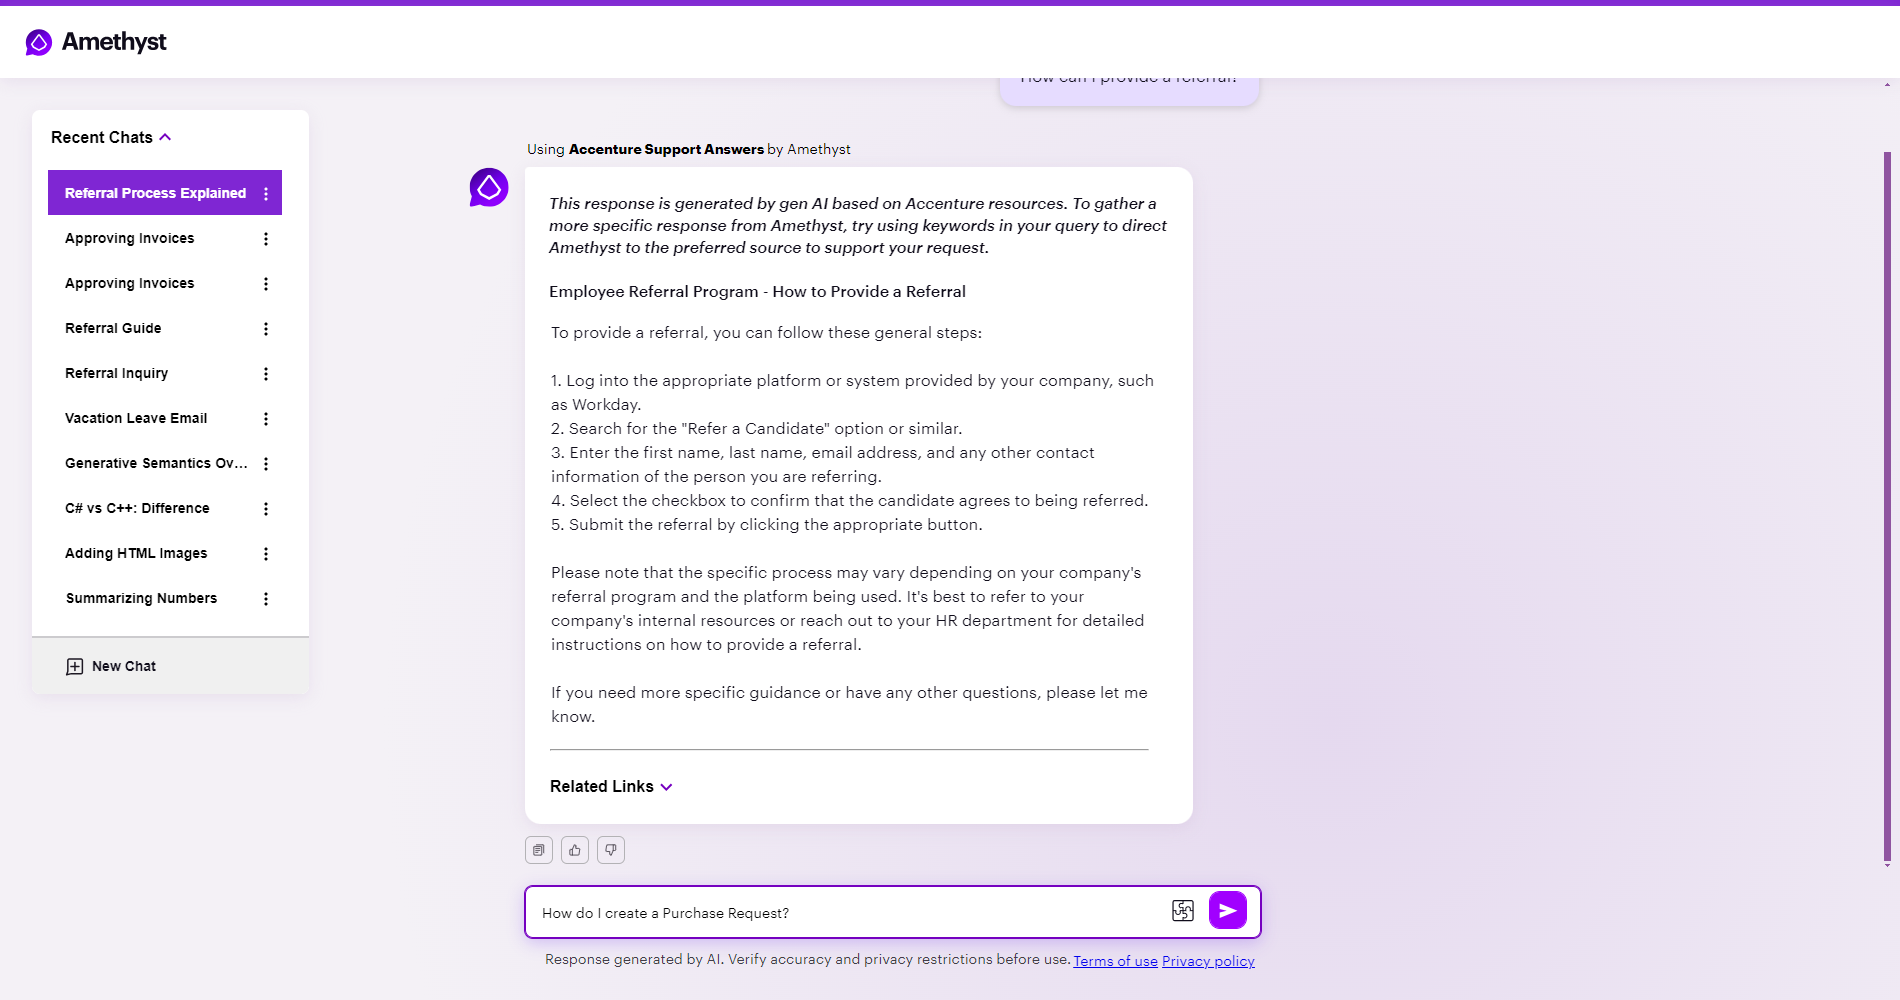 Amethyst
How can I provide a referral?
Recent Chats
Referral Process Explained
Approving Invoices
Approving Invoices
Referral Guide
Referral Inquiry
Vacation Leave Email
Generative Semantics Ov...
C# vs C++: Difference
Adding HTML Images
Summarizing Numbers
New Chat
Using Accenture Support Answers by Amethyst
This response is generated by gen AI based on Accenture resources. To gather a
more specific response from Amethyst, try using keywords in your query to direct
Amethyst to the preferred source to support your request.
Employee Referral Program - How to Provide a Referral
To provide a referral, you can follow these general steps:
1. Log into the appropriate platform or system provided by your company, such
as Workday.
2. Search for the "Refer a Candidate" option or similar.
3. Enter the first name, last name, email address, and any other contact
information of the person you are referring.
4. Select the checkbox to confirm that the candidate agrees to being referred.
5. Submit the referral by clicking the appropriate button.
Please note that the specific process may vary depending on your company's
referral program and the platform being used. It's best to refer to your
company's internal resources or reach out to your HR department for detailed
instructions on how to provide a referral.
If you need more specific guidance or have any other questions, please let me
know.
Related Links
How do I create a Purchase Request?
Response generated by AI. Verify accuracy and privacy restrictions before use. Terms of use Privacy policy